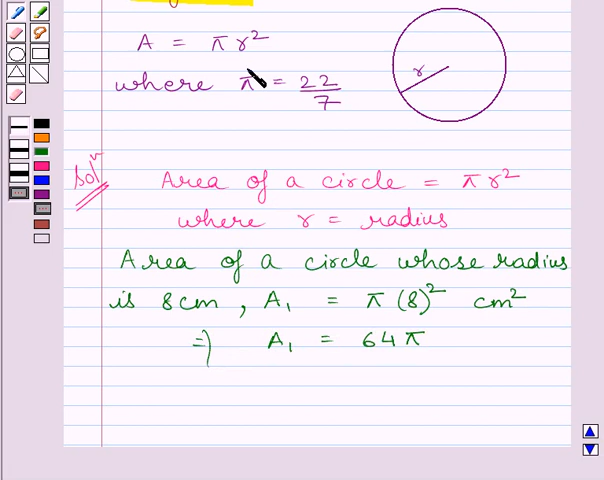 A = πr²
where π = 22/7
r
Solⁿ
Area of a circle = πr²
where r = radius
Area of a circle whose radius
is 8cm, A₁ = π(8)² cm²
⇒ A₁ = 64π